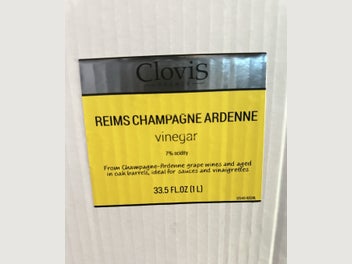 Clovis
FRANCE
REIMS CHAMPAGNE ARDENNE
vinegar
7% acidity
From Champagne-Ardenne grape wines and aged
in oak barrels, ideal for sauces and vinaigrettes
33.5 FL.OZ (1 L)